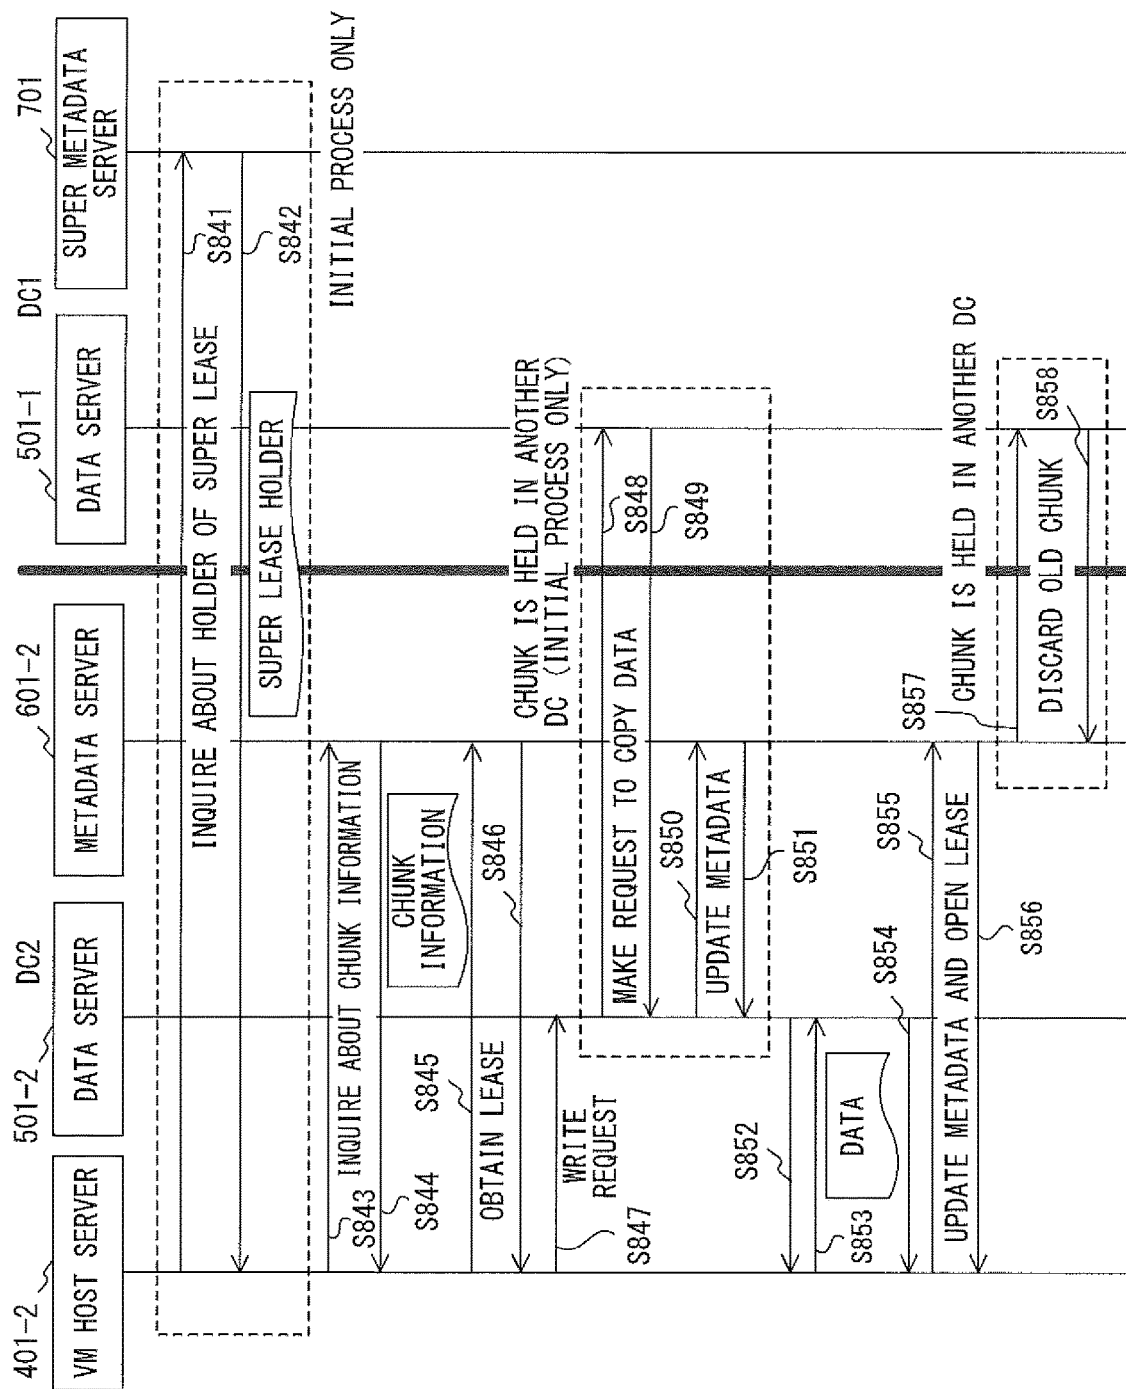 401-2
VM HOST SERVER
501-2
DC2
DATA SERVER
601-2
METADATA SERVER
501-1
DATA SERVER
DC1
701
SUPER METADATA
SERVER
INQUIRE ABOUT HOLDER OF SUPER LEASE
S841
S842
SUPER LEASE HOLDER
INITIAL PROCESS ONLY
S843
INQUIRE ABOUT CHUNK INFORMATION
S844
CHUNK
INFORMATION
S845
OBTAIN LEASE
S846
S847
WRITE
REQUEST
CHUNK IS HELD IN ANOTHER
DC (INITIAL PROCESS ONLY)
MAKE REQUEST TO COPY DATA
S848
S849
S850
UPDATE METADATA
S851
S852
S853
DATA
S854
S855
UPDATE METADATA AND OPEN LEASE
S856
CHUNK IS HELD IN ANOTHER DC
S857
DISCARD OLD CHUNK
S858